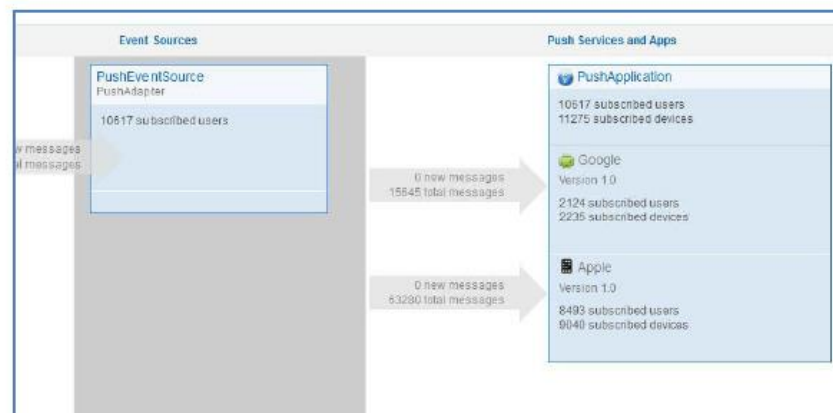 Event Sources
Push Services and Apps
PushEventSource
PushAdapter
10617 subscribed users
messages
messages
0 new messages
15645 total messages
0 new messages
63280 total messages
PushApplication
10617 subscribed users
11275 subscribed devices
Google
Version 1.0
2124 subscribed users
2235 subscribed devices
Apple
Version 1.0
8493 subscribed users
9040 subscribed devices